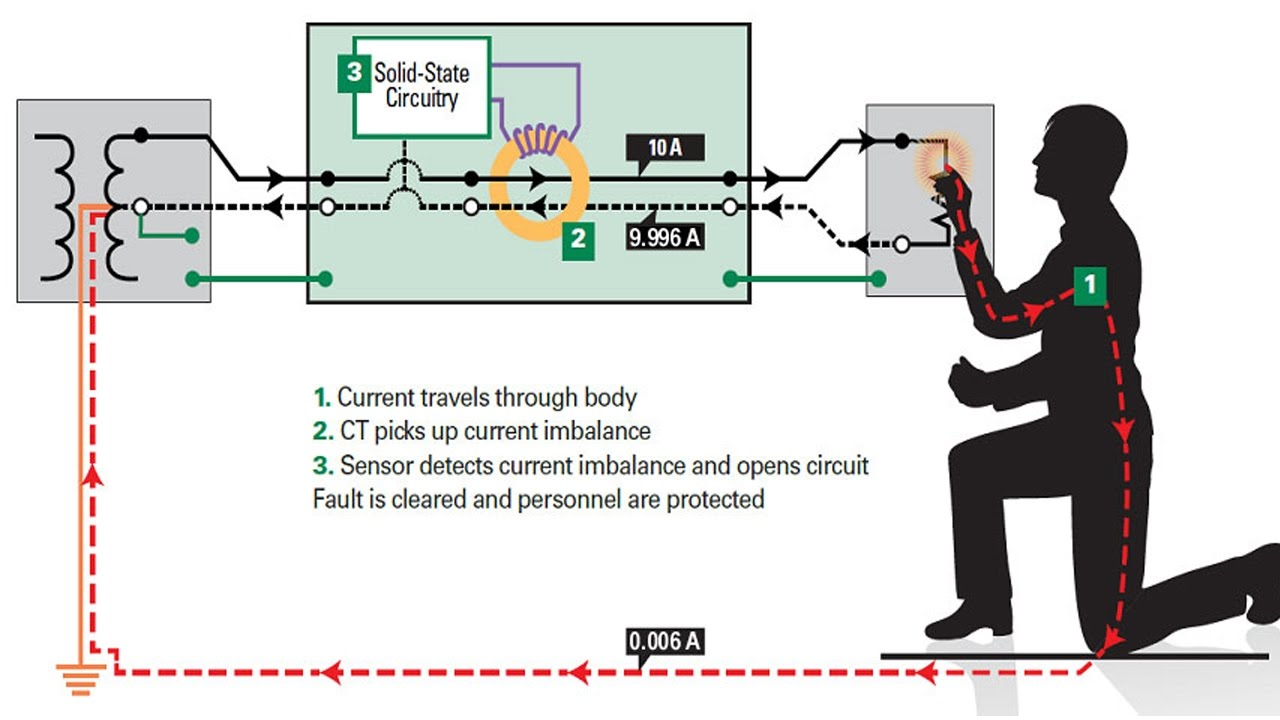 3 Solid-State
Circuitry
10 A
2
9.996 A
1
1. Current travels through body
2. CT picks up current imbalance
3. Sensor detects current imbalance and opens circuit
Fault is cleared and personnel are protected
0.006 A